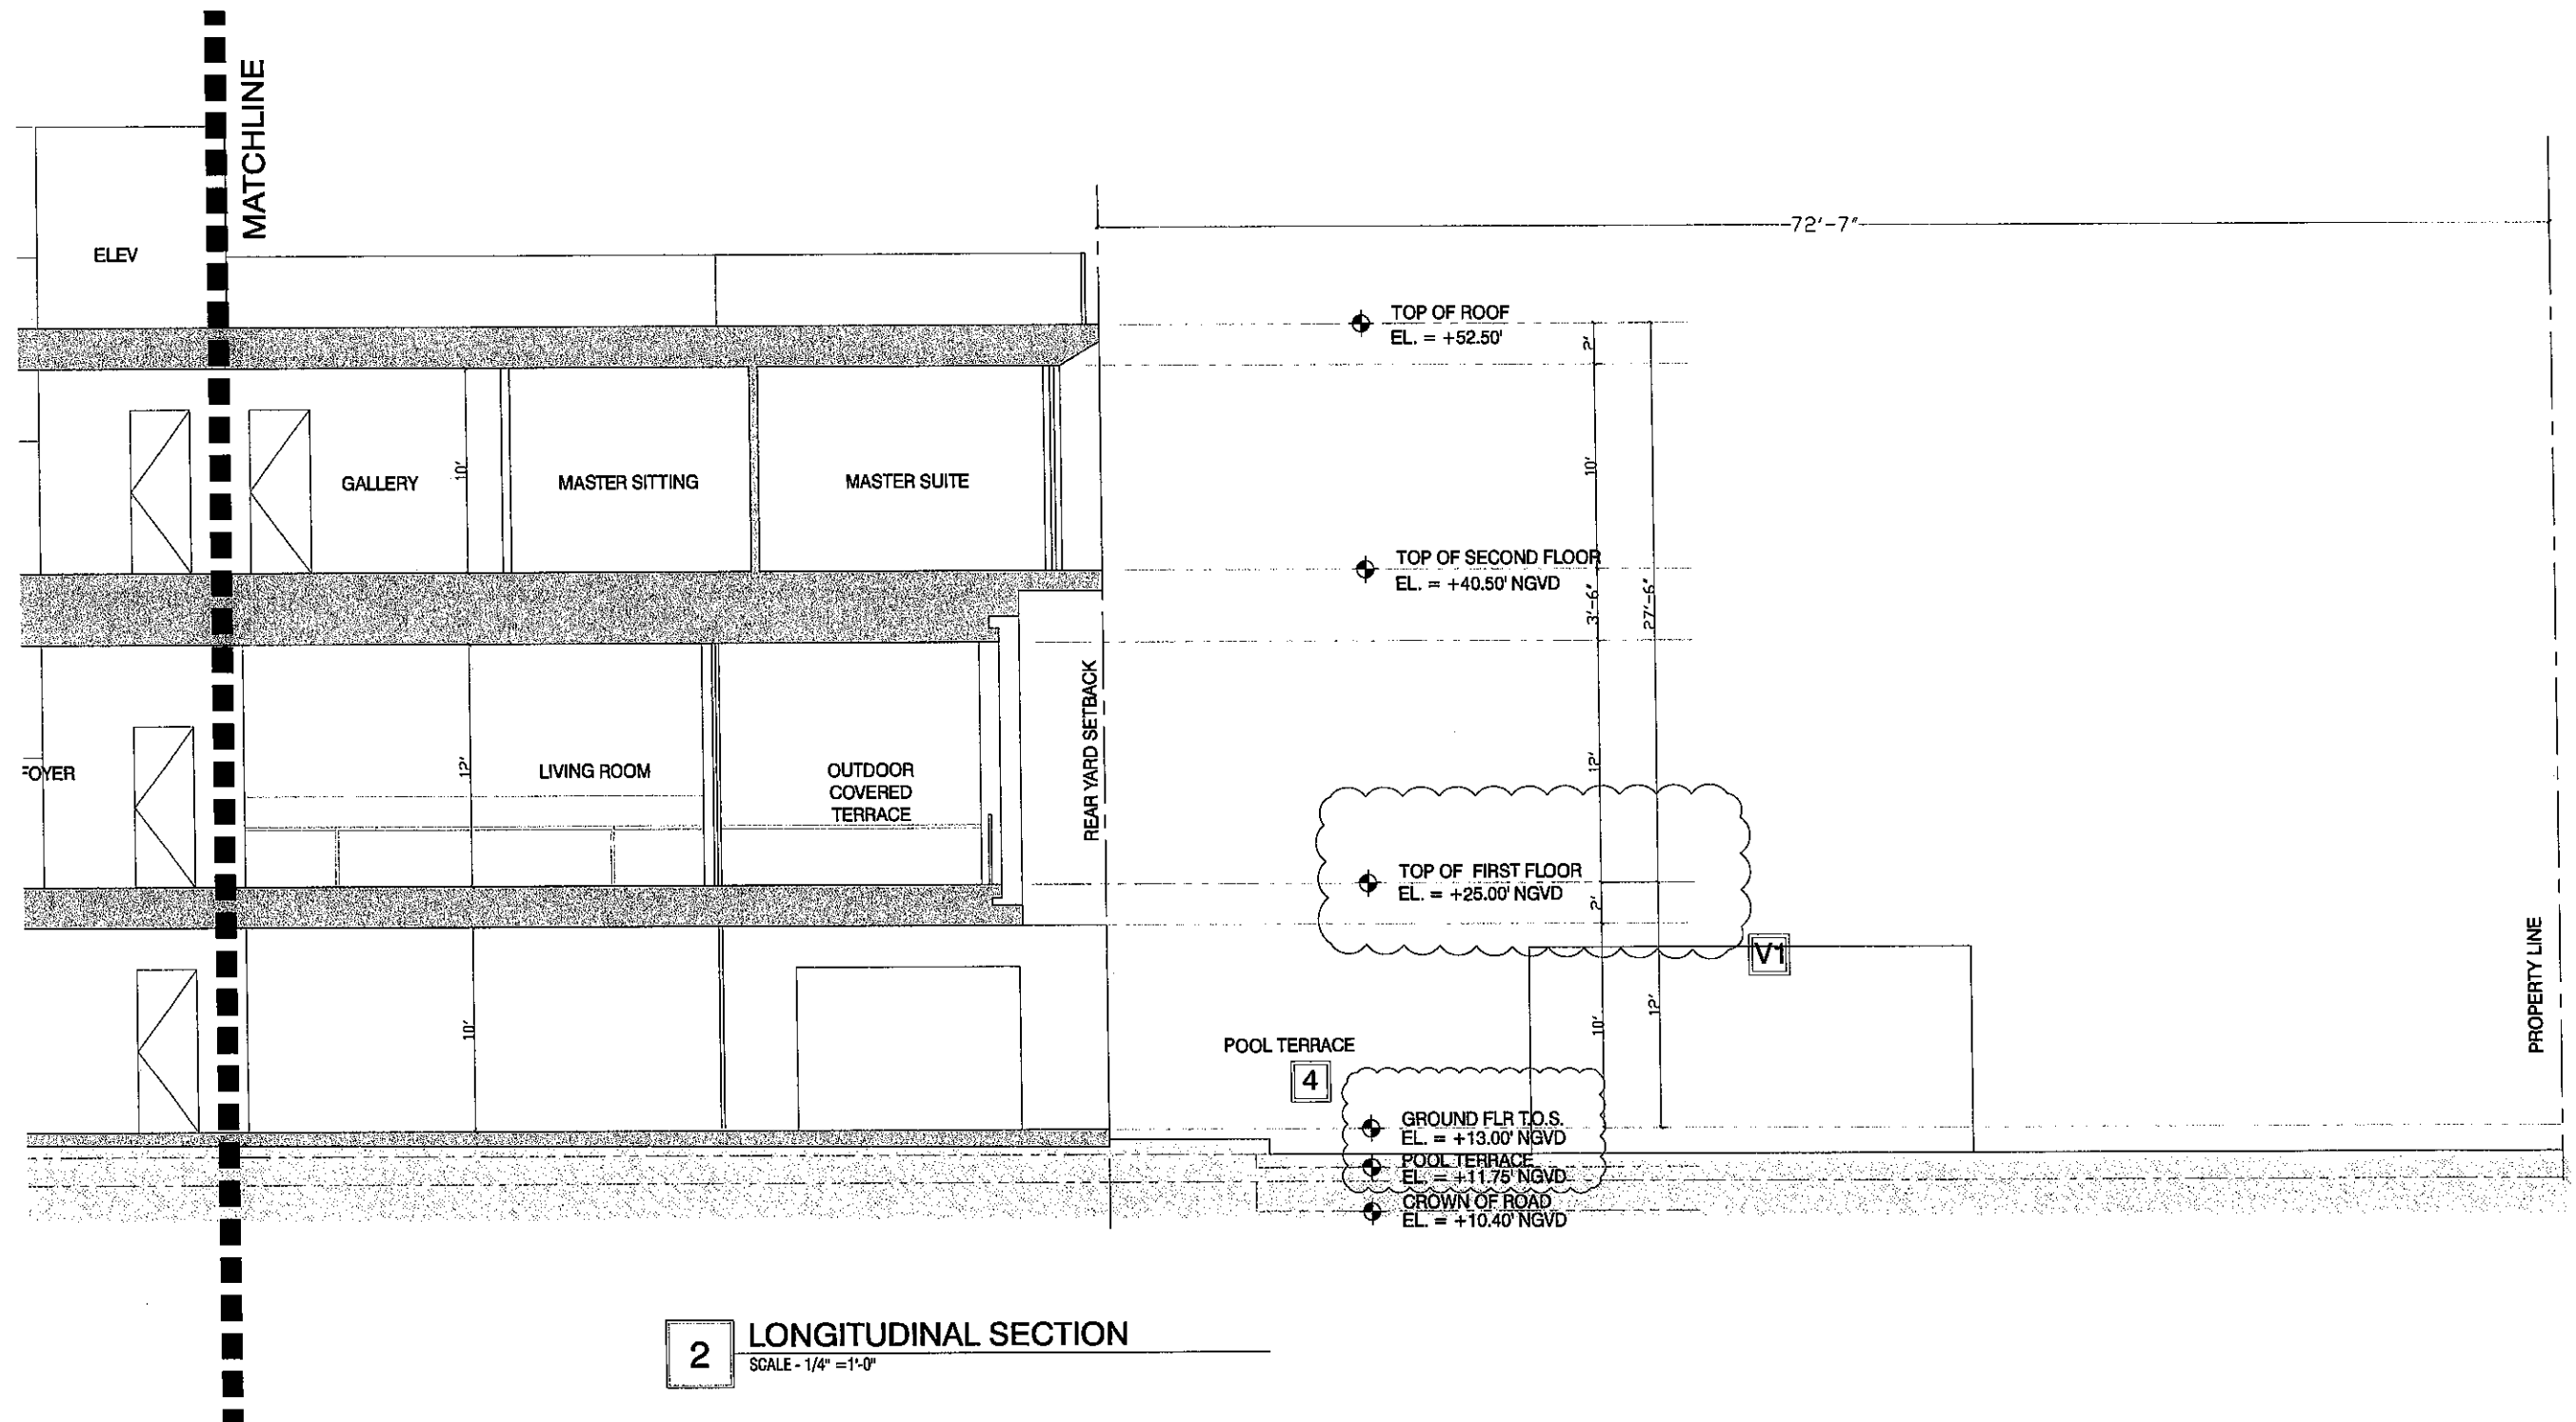 MATCHLINE
ELEV
72'-7"
TOP OF ROOF
EL. = +52.50'
2'
10'
GALLERY
10'
MASTER SITTING
MASTER SUITE
TOP OF SECOND FLOOR
EL. = +40.50' NGVD
3'-6"
27'-6"
REAR YARD SETBACK
FOYER
12'
LIVING ROOM
OUTDOOR
COVERED
TERRACE
12'
TOP OF FIRST FLOOR
EL. = +25.00' NGVD
2'
V1
PROPERTY LINE
10'
10'
12'
POOL TERRACE
4
GROUND FLR T.O.S.
EL. = +13.00' NGVD
POOL TERRACE
EL. = +11.75' NGVD
CROWN OF ROAD
EL. = +10.40' NGVD
2
LONGITUDINAL SECTION
SCALE - 1/4" =1'-0"